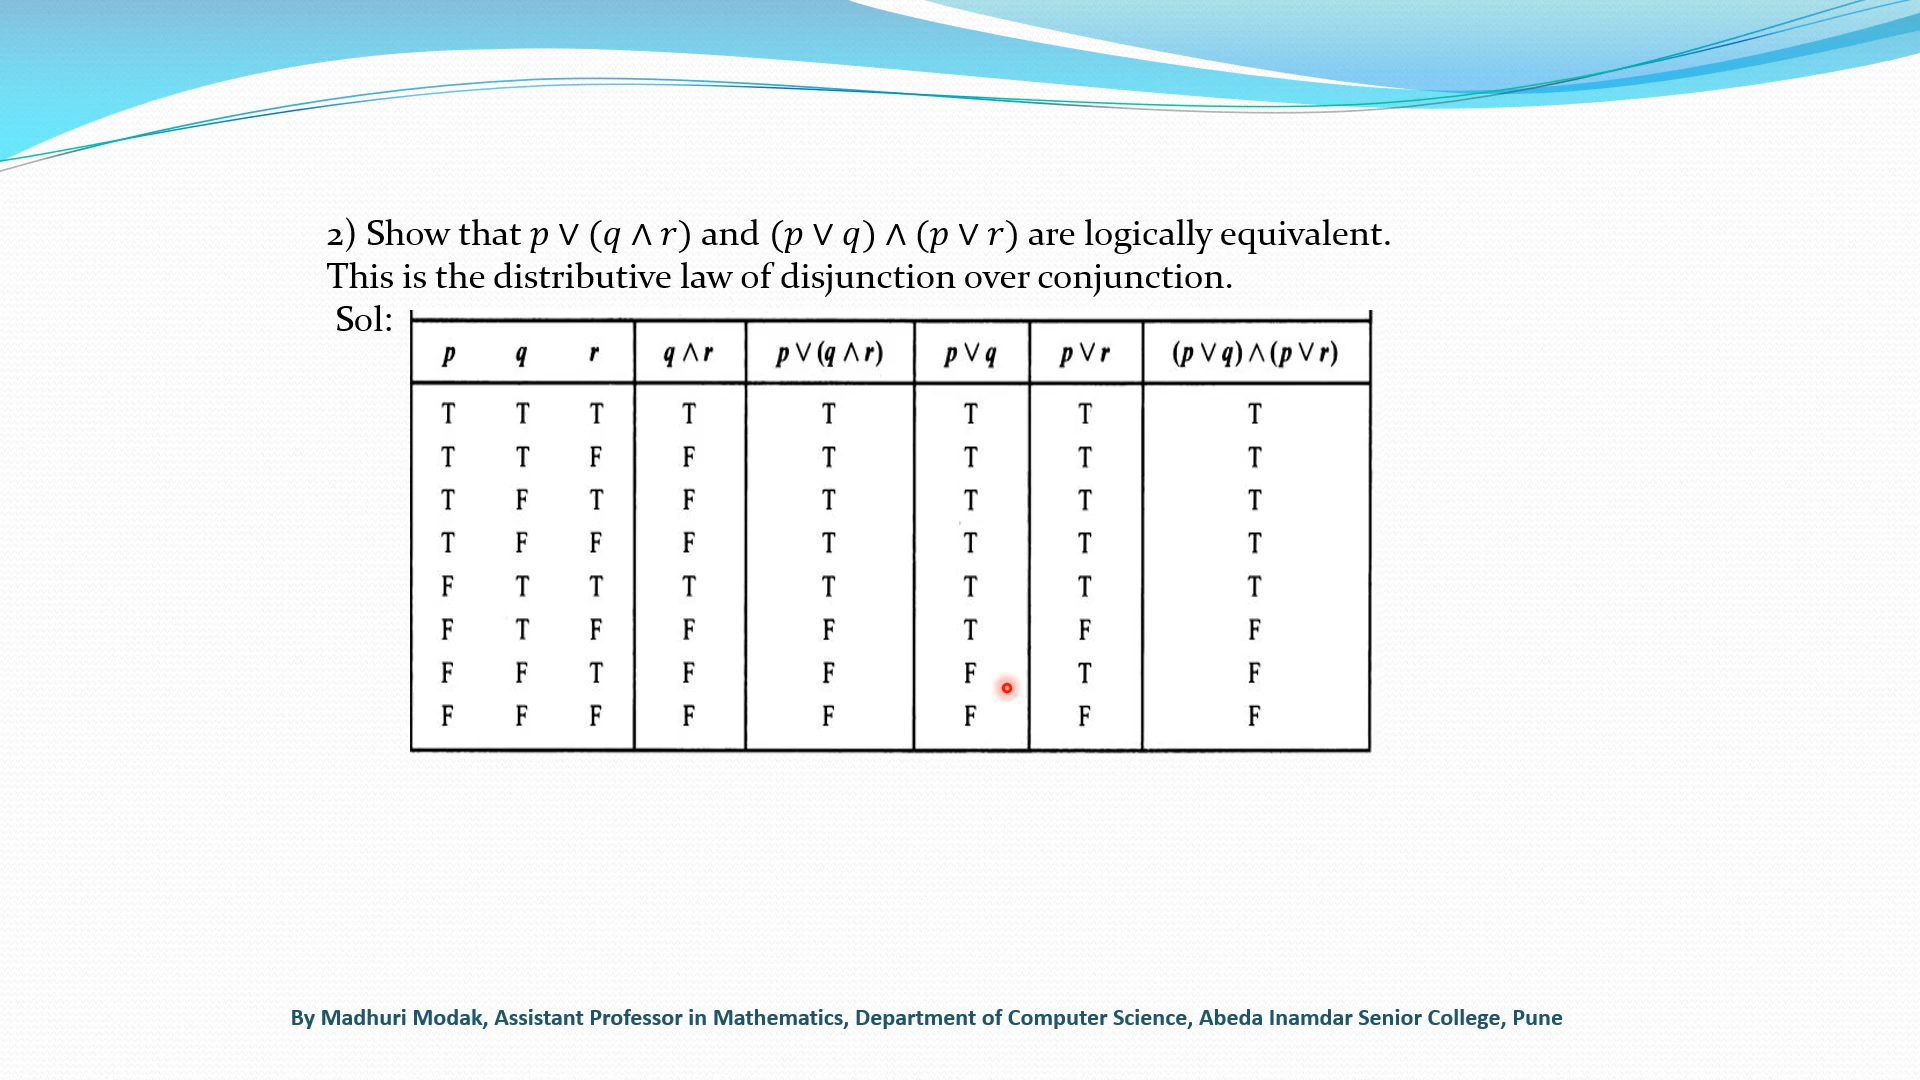 2) Show that p ∨ (q ∧ r) and (p ∨ q) ∧ (p ∨ r) are logically equivalent.
This is the distributive law of disjunction over conjunction.
Sol:
p q r q ∧ r p ∨ (q ∧ r) p ∨ q p ∨ r (p ∨ q) ∧ (p ∨ r)
T T T T T T T T
T T F F T T T T
T F T F T T T T
T F F F T T T T
F T T T T T T T
F T F F F T F F
F F T F F F T F
F F F F F F F F
By Madhuri Modak, Assistant Professor in Mathematics, Department of Computer Science, Abeda Inamdar Senior College, Pune